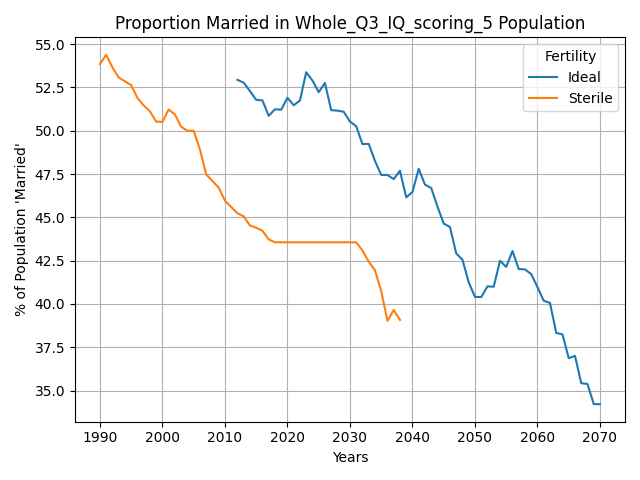 Proportion Married in Whole_Q3_IQ_scoring_5 Population
Fertility
Ideal
Sterile
% of Population 'Married'
55.0
52.5
50.0
47.5
45.0
42.5
40.0
37.5
35.0
1990 2000 2010 2020 2030 2040 2050 2060 2070
Years